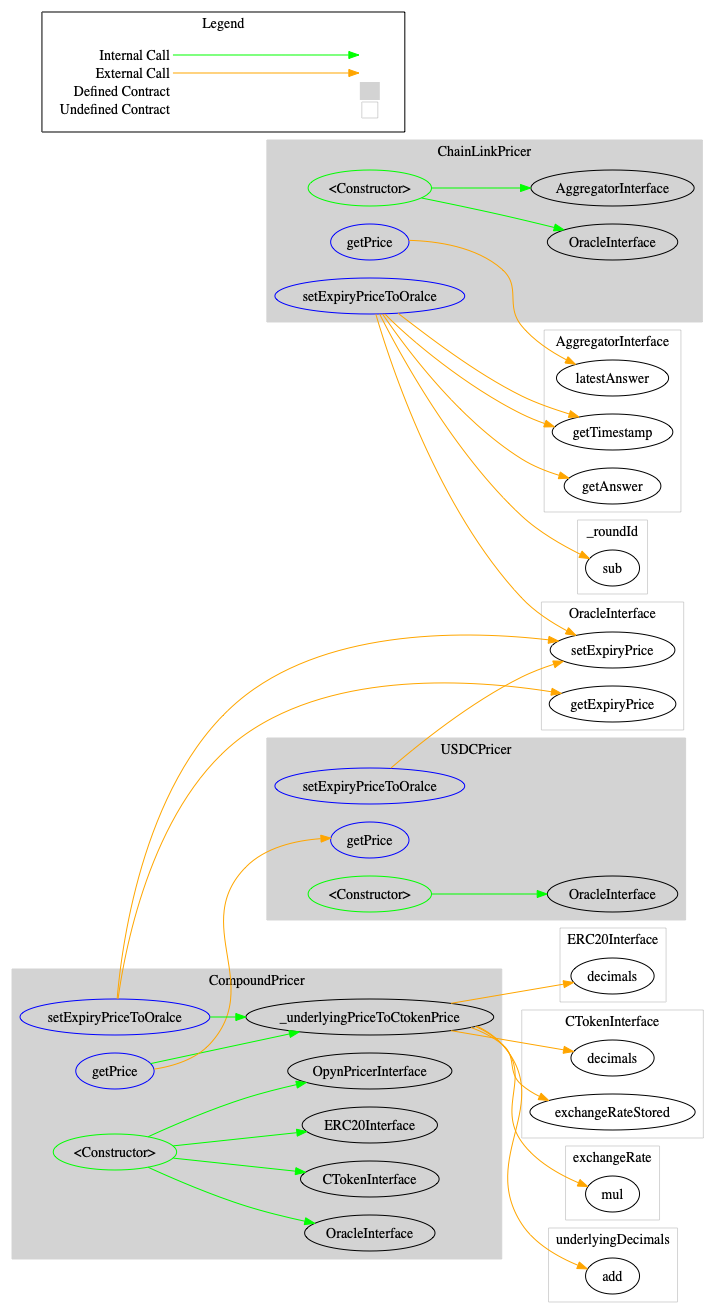 Legend
Internal Call
External Call
Defined Contract
Undefined Contract
ChainLinkPricer
<Constructor>
AggregatorInterface
getPrice
OracleInterface
setExpiryPriceToOralce
AggregatorInterface
latestAnswer
getTimestamp
getAnswer
_roundId
sub
OracleInterface
setExpiryPrice
getExpiryPrice
USDCPricer
setExpiryPriceToOralce
getPrice
<Constructor>
OracleInterface
ERC20Interface
decimals
CompoundPricer
setExpiryPriceToOralce
_underlyingPriceToCtokenPrice
getPrice
OpynPricerInterface
ERC20Interface
<Constructor>
CTokenInterface
OracleInterface
CTokenInterface
decimals
exchangeRateStored
exchangeRate
mul
underlyingDecimals
add